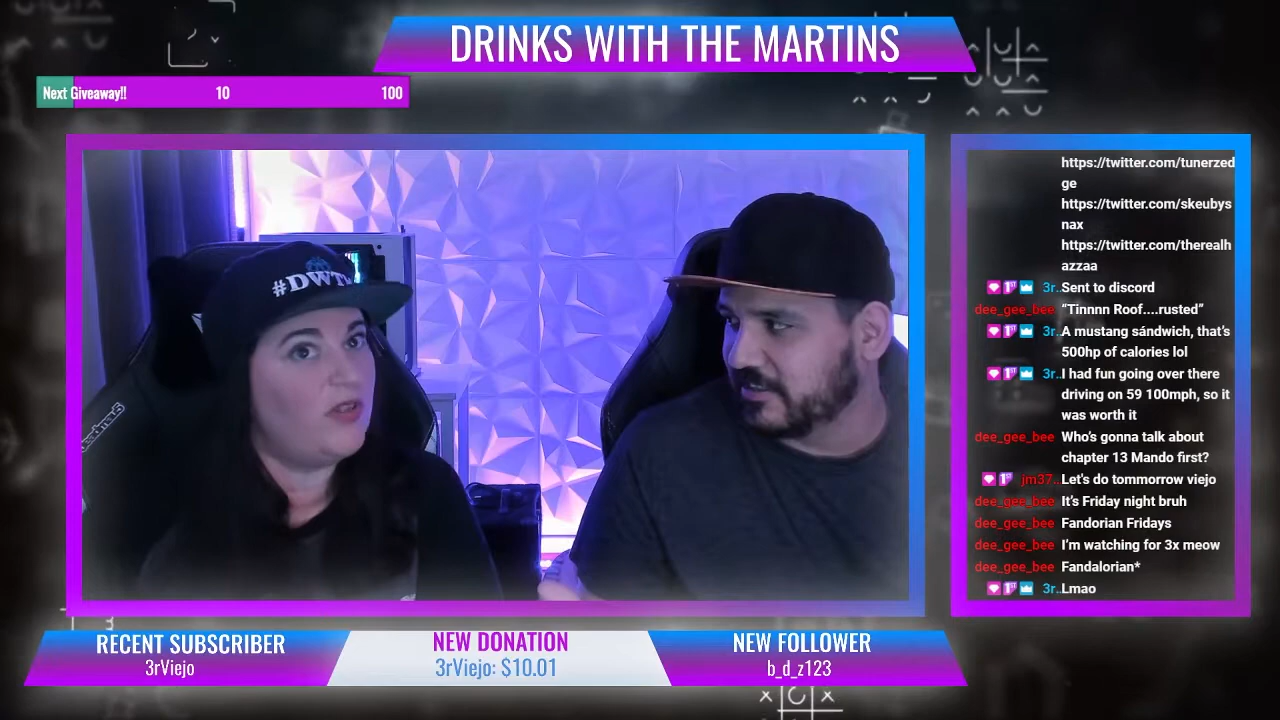 DRINKS WITH THE MARTINS
Next Giveaway!! 10 100
#DWT
https://twitter.com/tunerzed
ge
https://twitter.com/skeubys
nax
https://twitter.com/therealh
azzaa
3r..Sent to discord
dee_gee_bee “Tinnnn Roof....rusted”
3r..A mustang sándwich, that’s
500hp of calories lol
3r..I had fun going over there
driving on 59 100mph, so it
was worth it
dee_gee_bee Who’s gonna talk about
chapter 13 Mando first?
jm37.. Let's do tommorrow viejo
dee_gee_bee It’s Friday night bruh
dee_gee_bee Fandorian Fridays
dee_gee_bee I’m watching for 3x meow
dee_gee_bee Fandalorian*
3r..Lmao
RECENT SUBSCRIBER
3rViejo
NEW DONATION
3rViejo: $10.01
NEW FOLLOWER
b_d_z123